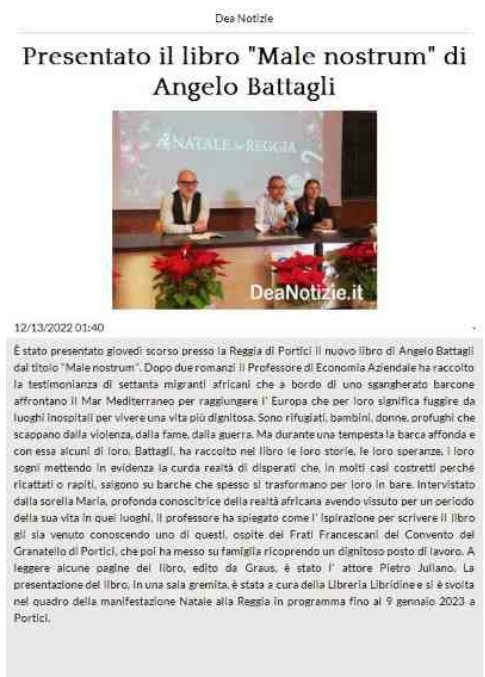 Dea Notizie
Presentato il libro "Male nostrum" di
Angelo Battagli
NATALE alla REGGIA
DeaNotizie.it
12/13/2022 01:40
È stato presentato giovedì scorso presso la Reggia di Portici il nuovo libro di Angelo Battagli
dal titolo "Male nostrum". Dopo due romanzi il Professore di Economia Aziendale ha raccolto
la testimonianza di settanta migranti africani che a bordo di uno sgangherato barcone
affrontano il Mar Mediterraneo per raggiungere l' Europa che per loro significa fuggire da
luoghi inospitali per vivere una vita più dignitosa. Sono rifugiati, bambini, donne, profughi che
scappano dalla violenza, dalla fame, dalla guerra. Ma durante una tempesta la barca affonda e
con essa alcuni di loro. Battagli, ha raccolto nel libro le loro storie, le loro speranze, i loro
sogni mettendo in evidenza la curda realtà di disperati che, in molti casi costretti perché
ricattati o rapiti, salgono su barche che spesso si trasformano per loro in bare. Intervistato
dalla sorella Maria, profonda conoscitrice della realtà africana avendo vissuto per un periodo
della sua vita in quei luoghi, il professore ha spiegato come l' ispirazione per scrivere il libro
gli sia venuto conoscendo uno di questi, ospite dei Frati Francescani del Convento del
Granatello di Portici, che poi ha messo su famiglia ricoprendo un dignitoso posto di lavoro. A
leggere alcune pagine del libro, edito da Graus, è stato l' attore Pietro Juliano. La
presentazione del libro, in una sala gremita, è stata a cura della Libreria Libridine e si è svolta
nel quadro della manifestazione Natale alla Reggia in programma fino al 9 gennaio 2023 a
Portici.